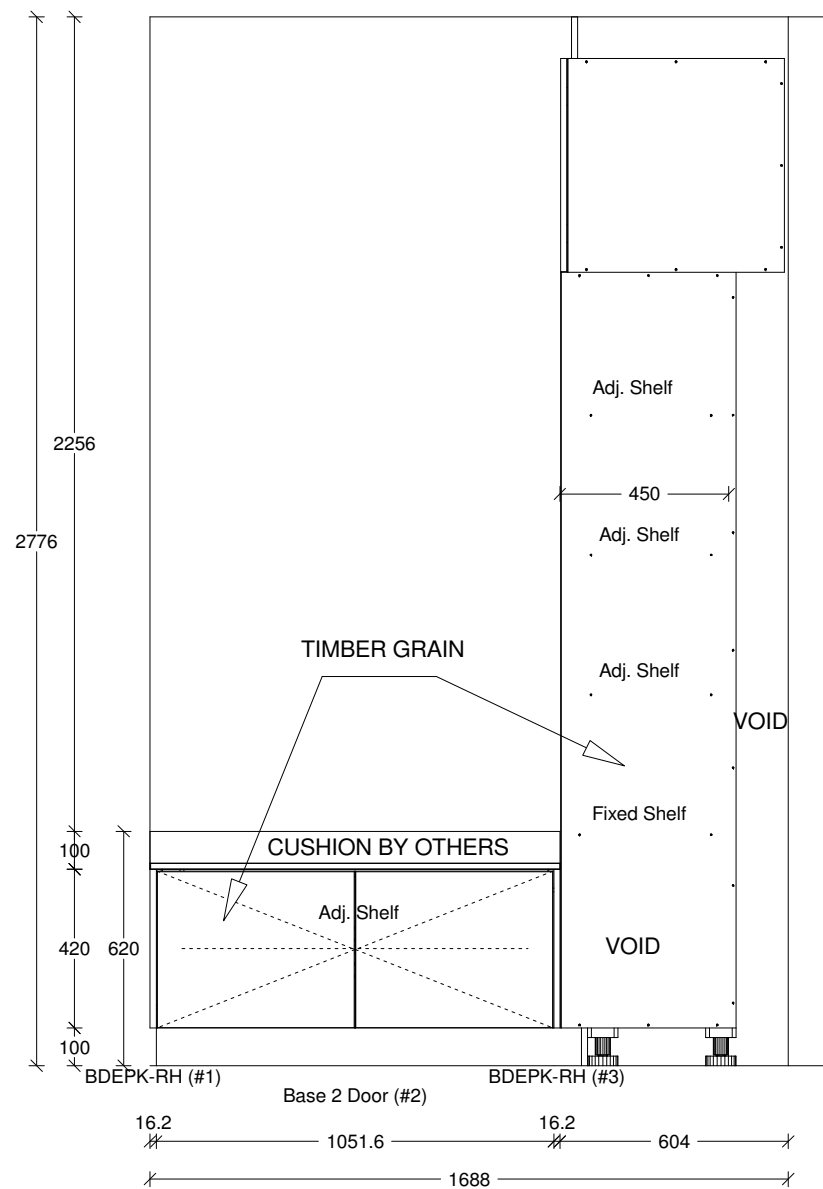 Adj. Shelf
2256
450
2776
Adj. Shelf
TIMBER GRAIN
Adj. Shelf
VOID
Fixed Shelf
100
CUSHION BY OTHERS
Adj. Shelf
420
620
VOID
100
BDEPK-RH (#1)
BDEPK-RH (#3)
Base 2 Door (#2)
16.2
16.2
1051.6
604
1688